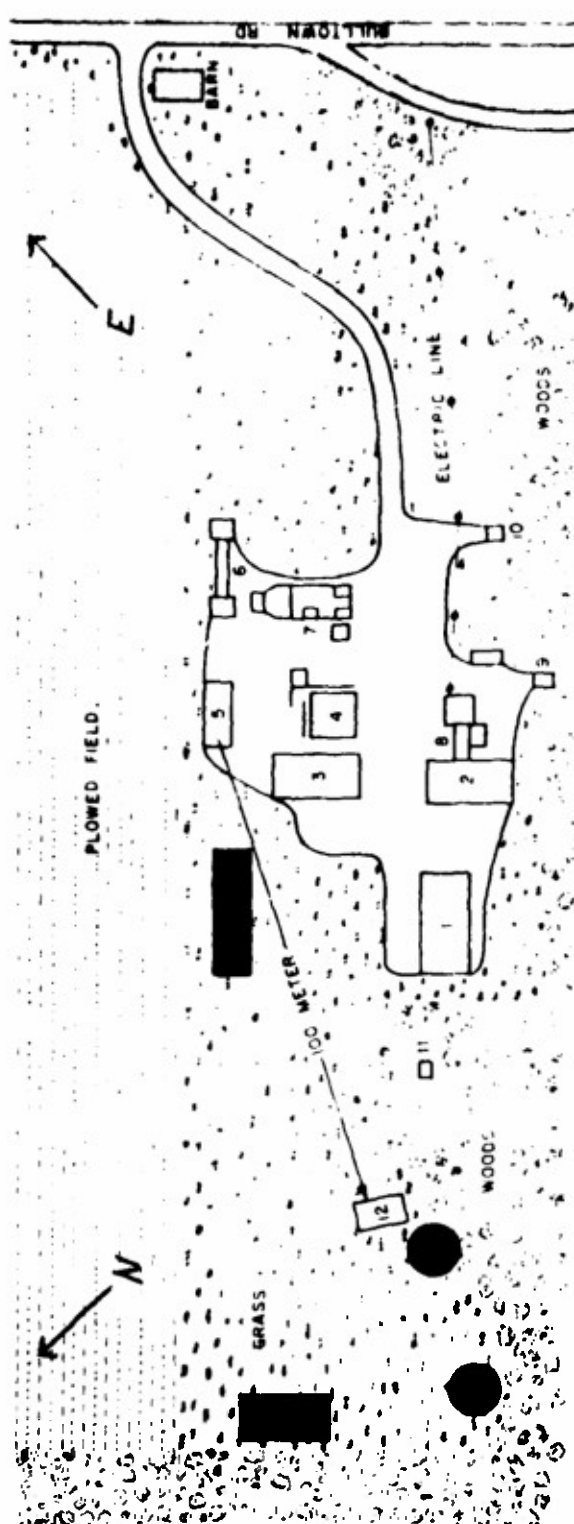 BULLTOWN RD
BARN
E
ELECTRIC LINE
WOODS
PLOWED FIELD
6
7
10
5
4
9
8
3
2
1
100 METER
11
12
WOODS
N
GRASS